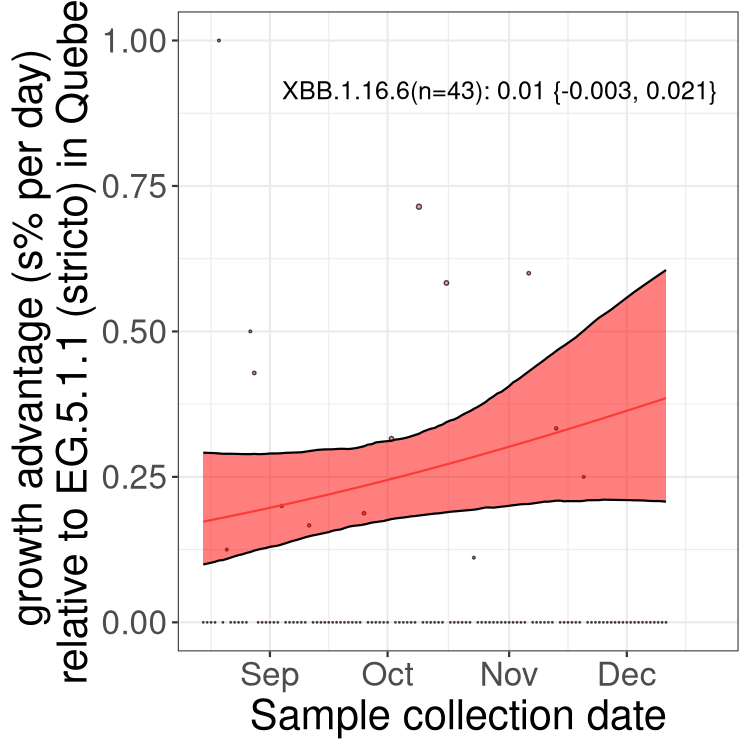 growth advantage (s% per day)
relative to EG.5.1.1 (stricto) in Quebe
1.00
0.75
0.50
0.25
0.00
XBB.1.16.6(n=43): 0.01 {-0.003, 0.021}
Sep Oct Nov Dec
Sample collection date